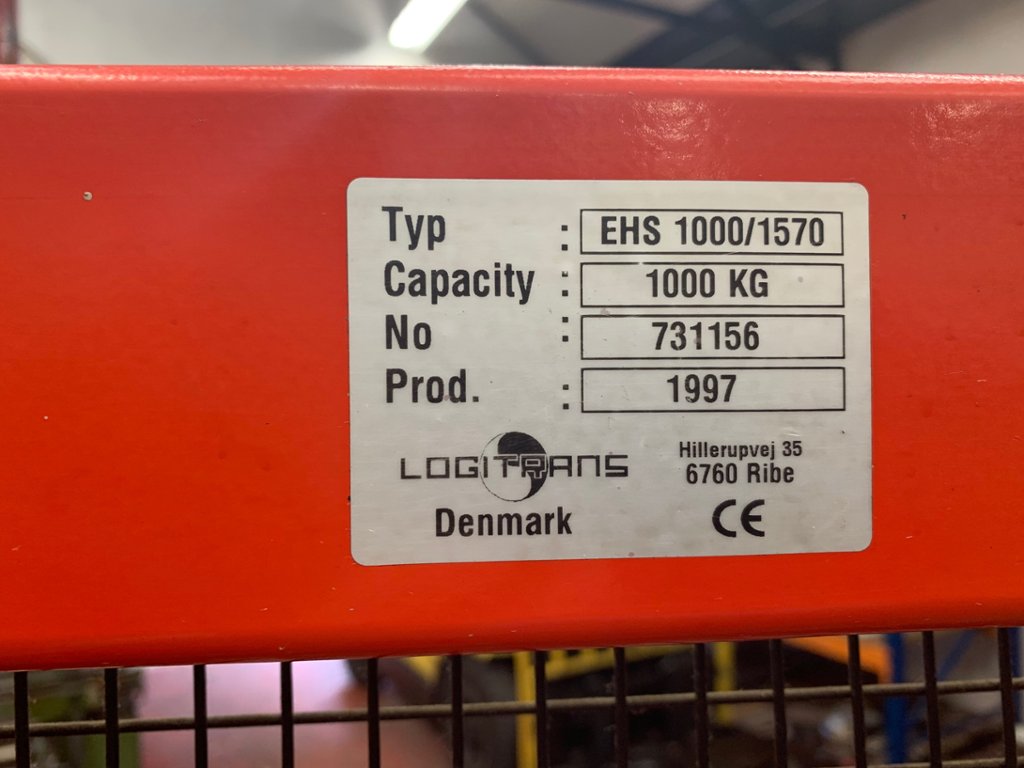 Typ : EHS 1000/1570
Capacity : 1000 KG
No : 731156
Prod. : 1997
LOGITRANS
Denmark
Hillerupvej 35
6760 Ribe
CE